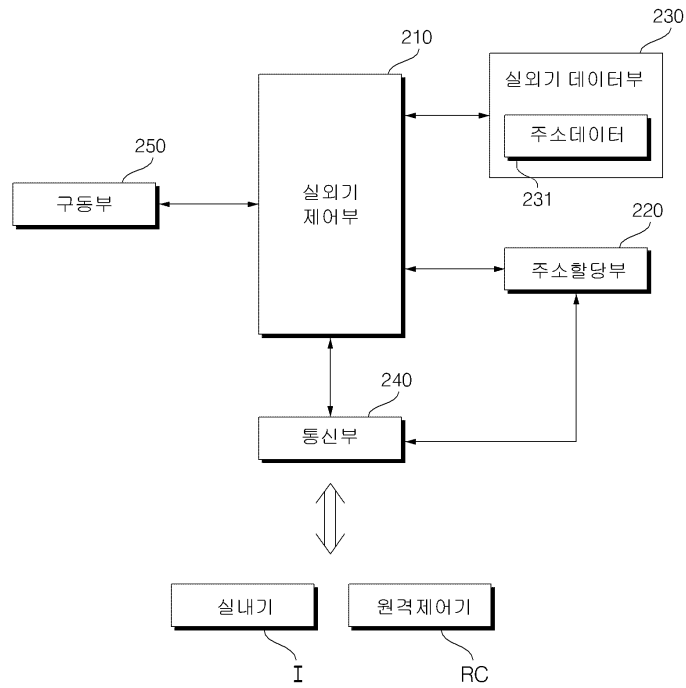 210
230
실외기 데이터부
주소데이터
231
250
구동부
실외기
제어부
220
주소할당부
240
통신부
실내기
원격제어기
I
RC